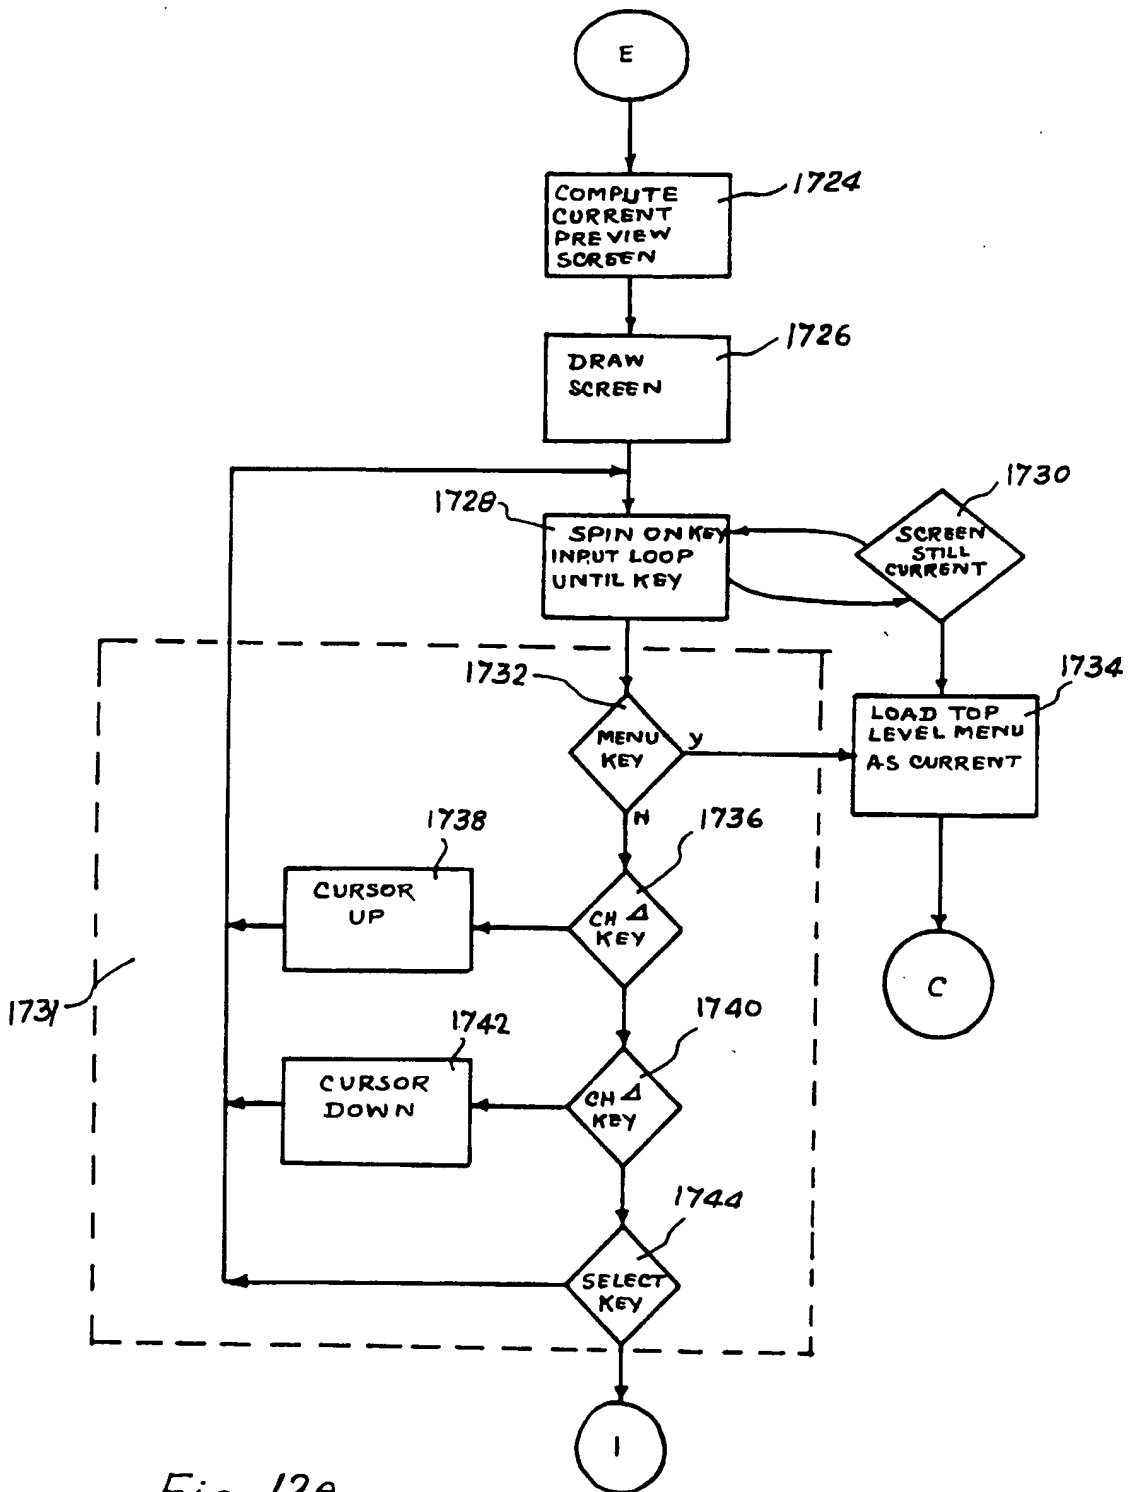 E
1724
COMPUTE
CURRENT
PREVIEW
SCREEN
1726
DRAW
SCREEN
1728
SPIN ON KEY
INPUT LOOP
UNTIL KEY
1730
SCREEN
STILL
CURRENT
1732
MENU
KEY
Y
N
1734
LOAD TOP
LEVEL MENU
AS CURRENT
1738
CURSOR
UP
1736
CH Δ
KEY
C
1731
1742
CURSOR
DOWN
1740
CH Δ
KEY
1744
SELECT
KEY
I